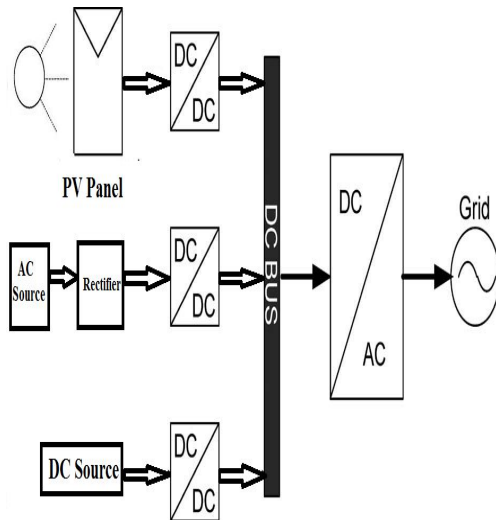 DC
DC
PV Panel
AC
Source
Rectifier
DC
DC
DC Source
DC
DC
DC BUS
DC
AC
Grid